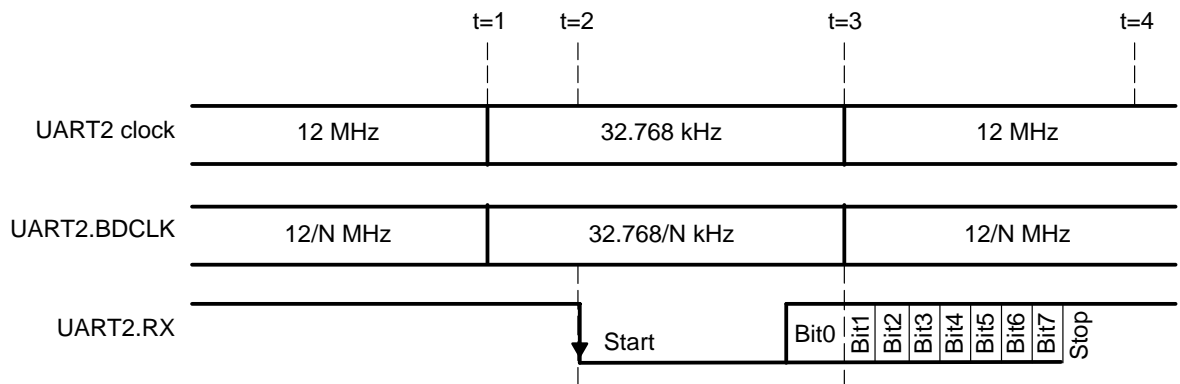 t=1 t=2 t=3 t=4
UART2 clock 12 MHz 32.768 kHz 12 MHz
UART2.BDCLK 12/N MHz 32.768/N kHz 12/N MHz
UART2.RX Start Bit0 Bit1 Bit2 Bit3 Bit4 Bit5 Bit6 Bit7 Stop